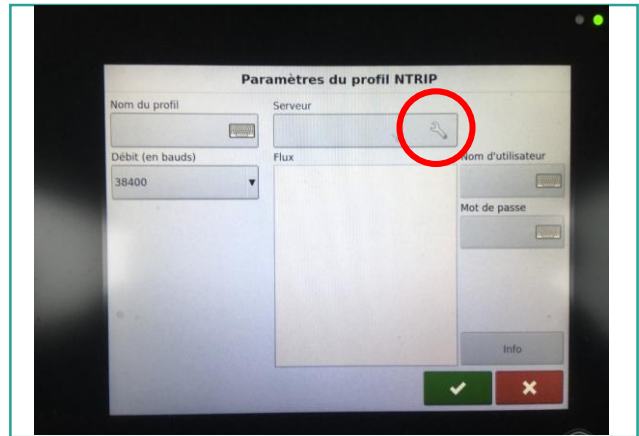 Paramètres du profil NTRIP
Nom du profil
Serveur
Débit (en bauds)
Flux
Nom d'utilisateur
38400
Mot de passe
Info